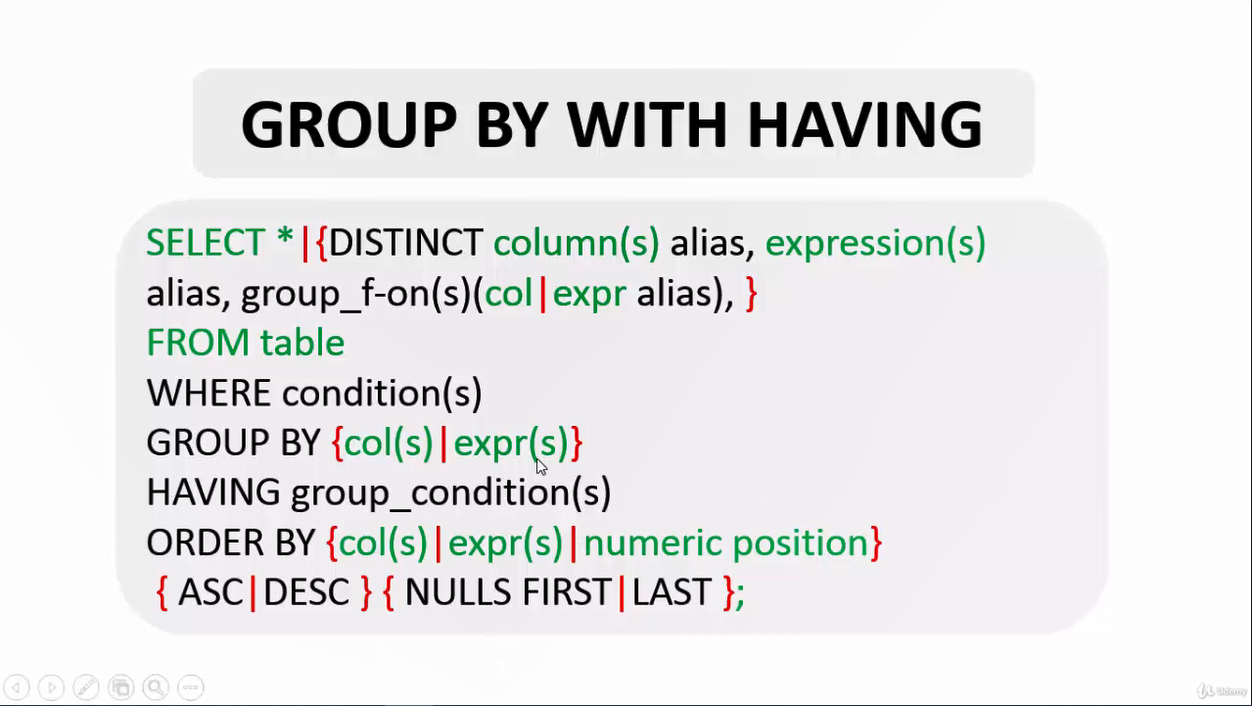 GROUP BY WITH HAVING
SELECT *|{DISTINCT column(s) alias, expression(s)
alias, group_f-on(s)(col|expr alias), }
FROM table
WHERE condition(s)
GROUP BY {col(s)|expr(s)}
HAVING group_condition(s)
ORDER BY {col(s)|expr(s)|numeric position}
{ ASC|DESC } { NULLS FIRST|LAST };
Udemy